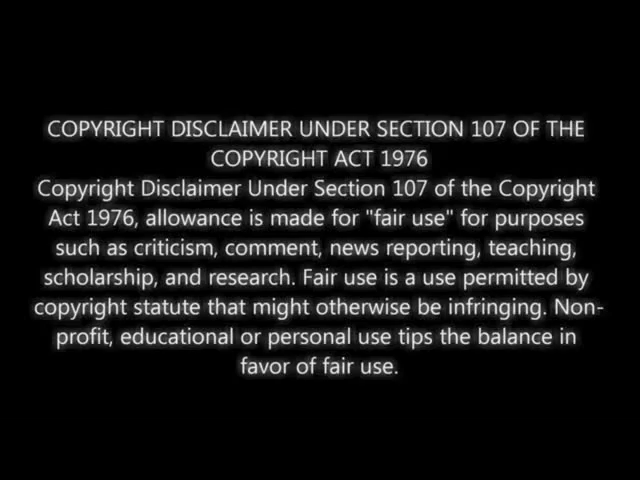 COPYRIGHT DISCLAIMER UNDER SECTION 107 OF THE
COPYRIGHT ACT 1976
Copyright Disclaimer Under Section 107 of the Copyright
Act 1976, allowance is made for "fair use" for purposes
such as criticism, comment, news reporting, teaching,
scholarship, and research. Fair use is a use permitted by
copyright statute that might otherwise be infringing. Non-
profit, educational or personal use tips the balance in
favor of fair use.